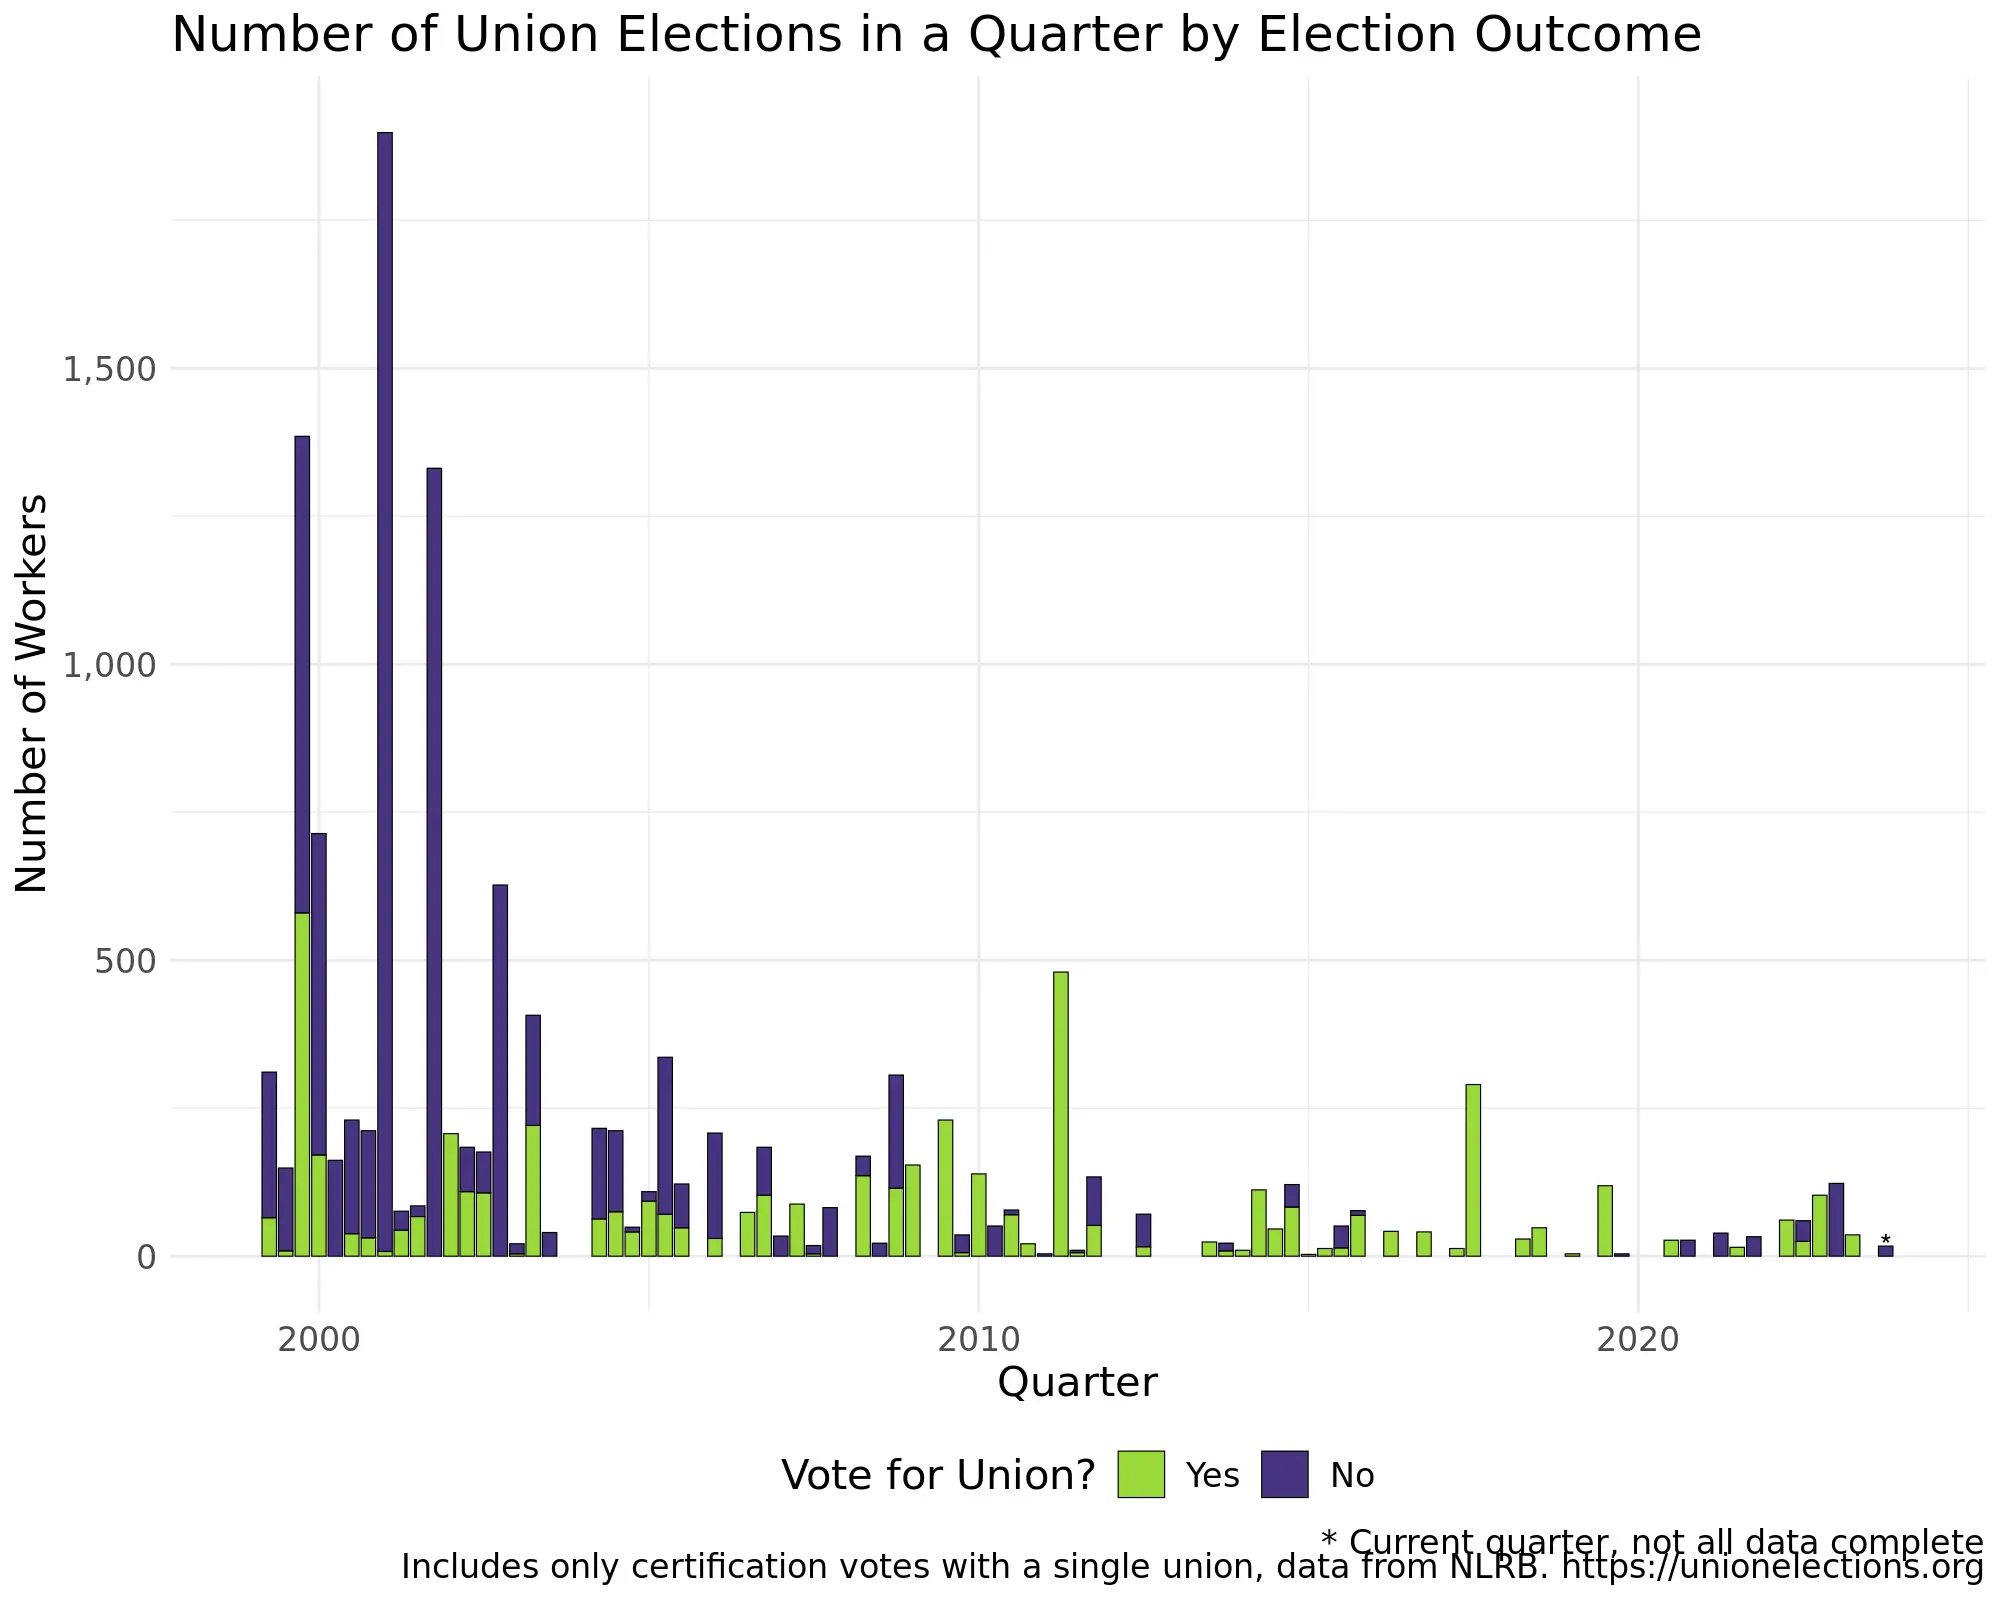 Number of Union Elections in a Quarter by Election Outcome
Number of Workers
1,500
1,000
500
0
*
2000 2010 2020
Quarter
Vote for Union? Yes No
* Current quarter, not all data complete
Includes only certification votes with a single union, data from NLRB. https://unionelections.org